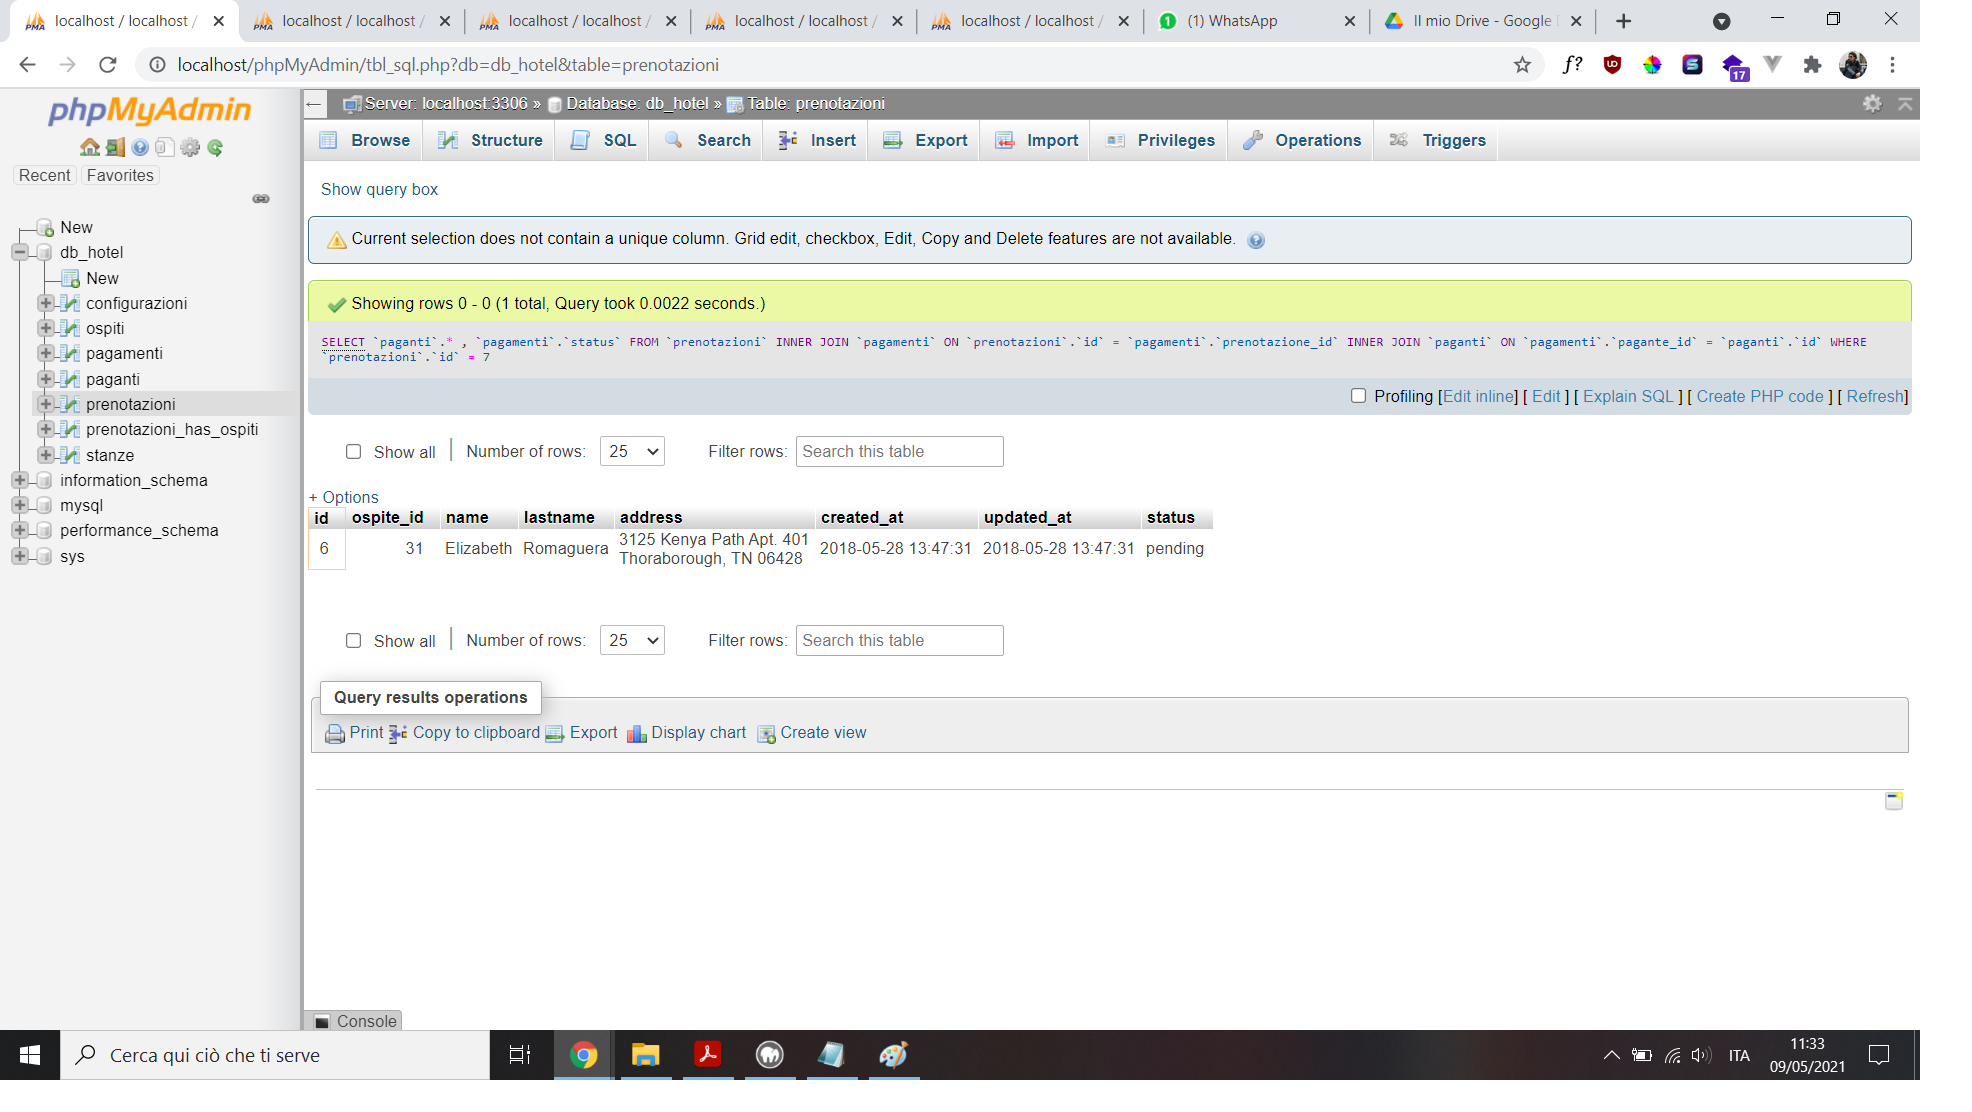 localhost / localhost /
localhost / localhost /
localhost / localhost /
localhost / localhost /
localhost / localhost /
(1) WhatsApp
Il mio Drive - Google
localhost/phpMyAdmin/tbl_sql.php?db=db_hotel&table=prenotazioni
f?
17
phpMyAdmin
Recent
Favorites
New
db_hotel
New
configurazioni
ospiti
pagamenti
paganti
prenotazioni
prenotazioni_has_ospiti
stanze
information_schema
mysql
performance_schema
sys
Server: localhost:3306 » Database: db_hotel » Table: prenotazioni
Browse Structure SQL Search Insert Export Import Privileges Operations Triggers
Show query box
Current selection does not contain a unique column. Grid edit, checkbox, Edit, Copy and Delete features are not available.
Showing rows 0 - 0 (1 total, Query took 0.0022 seconds.)
SELECT `paganti`.* , `pagamenti`.`status` FROM `prenotazioni` INNER JOIN `pagamenti` ON `prenotazioni`.`id` = `pagamenti`.`prenotazione_id` INNER JOIN `paganti` ON `pagamenti`.`pagante_id` = `paganti`.`id` WHERE
`prenotazioni`.`id` = 7
Profiling [Edit inline] [ Edit ] [ Explain SQL ] [ Create PHP code ] [ Refresh]
Show all Number of rows: 25 Filter rows: Search this table
+ Options
id ospite_id name lastname address created_at updated_at status
6 31 Elizabeth Romaguera 3125 Kenya Path Apt. 401 2018-05-28 13:47:31 2018-05-28 13:47:31 pending
Thoraborough, TN 06428
Show all Number of rows: 25 Filter rows: Search this table
Query results operations
Print Copy to clipboard Export Display chart Create view
Console
Cerca qui ciò che ti serve
ITA
11:33
09/05/2021